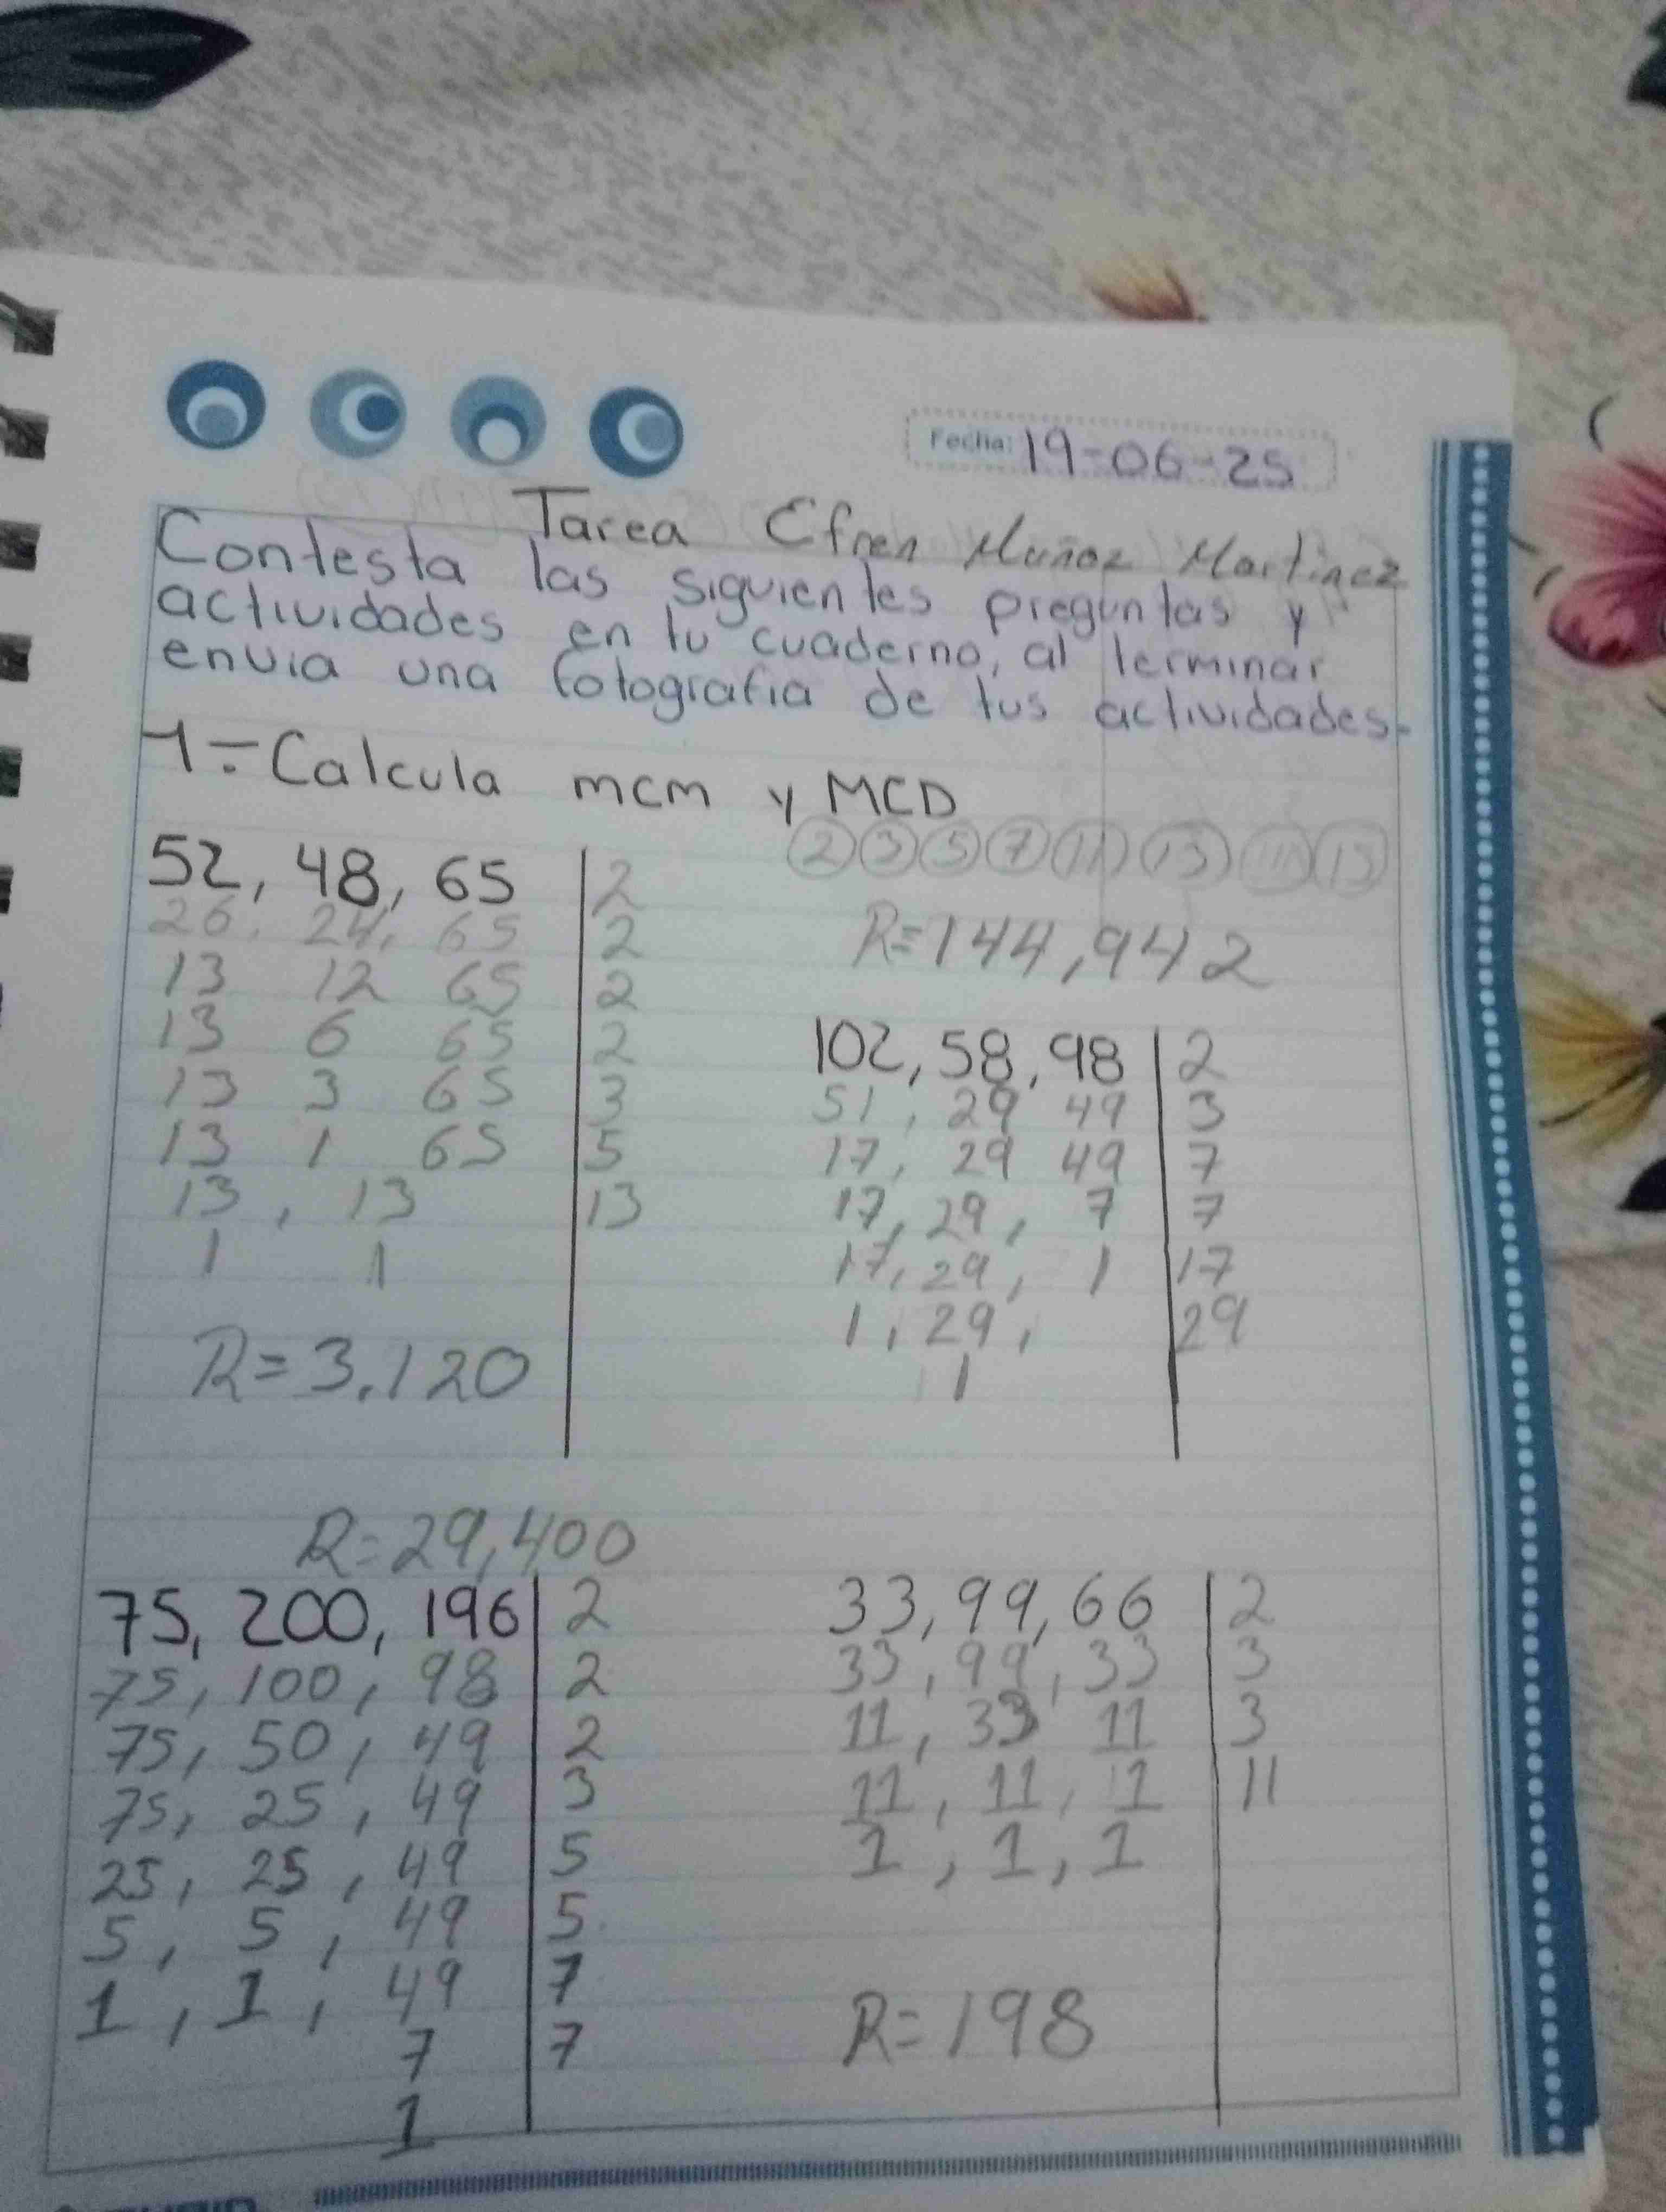 Fecha: 19-06-25
Tarea Efren Muñoz Martinez
Contesta las siguientes preguntas y
actividades en tu cuaderno, al terminar
envia una fotografia de tus actividades.
1.- Calcula mcm y MCD
2 3 5 7 11 13
52, 48, 65 | 2
26, 24, 65 | 2
13 12 65 | 2
13 6 65 | 2
13 3 65 | 3
13 1 65 | 5
13, 13 | 13
1 1
R=3,120
R=144,942
102, 58, 98 | 2
51, 29 49 | 3
17, 29 49 | 7
17, 29, 7 | 7
17, 29, 1 | 17
1, 29, | 29
1
R=29,400
75, 200, 196 | 2
75, 100, 98 | 2
75, 50, 49 | 2
75, 25, 49 | 3
25, 25, 49 | 5
5, 5, 49 | 5
1, 1, 49 | 7
7 | 7
1
33, 99, 66 | 2
33, 99, 33 | 3
11, 33 11 | 3
11, 11, 11 | 11
1, 1, 1
R=198